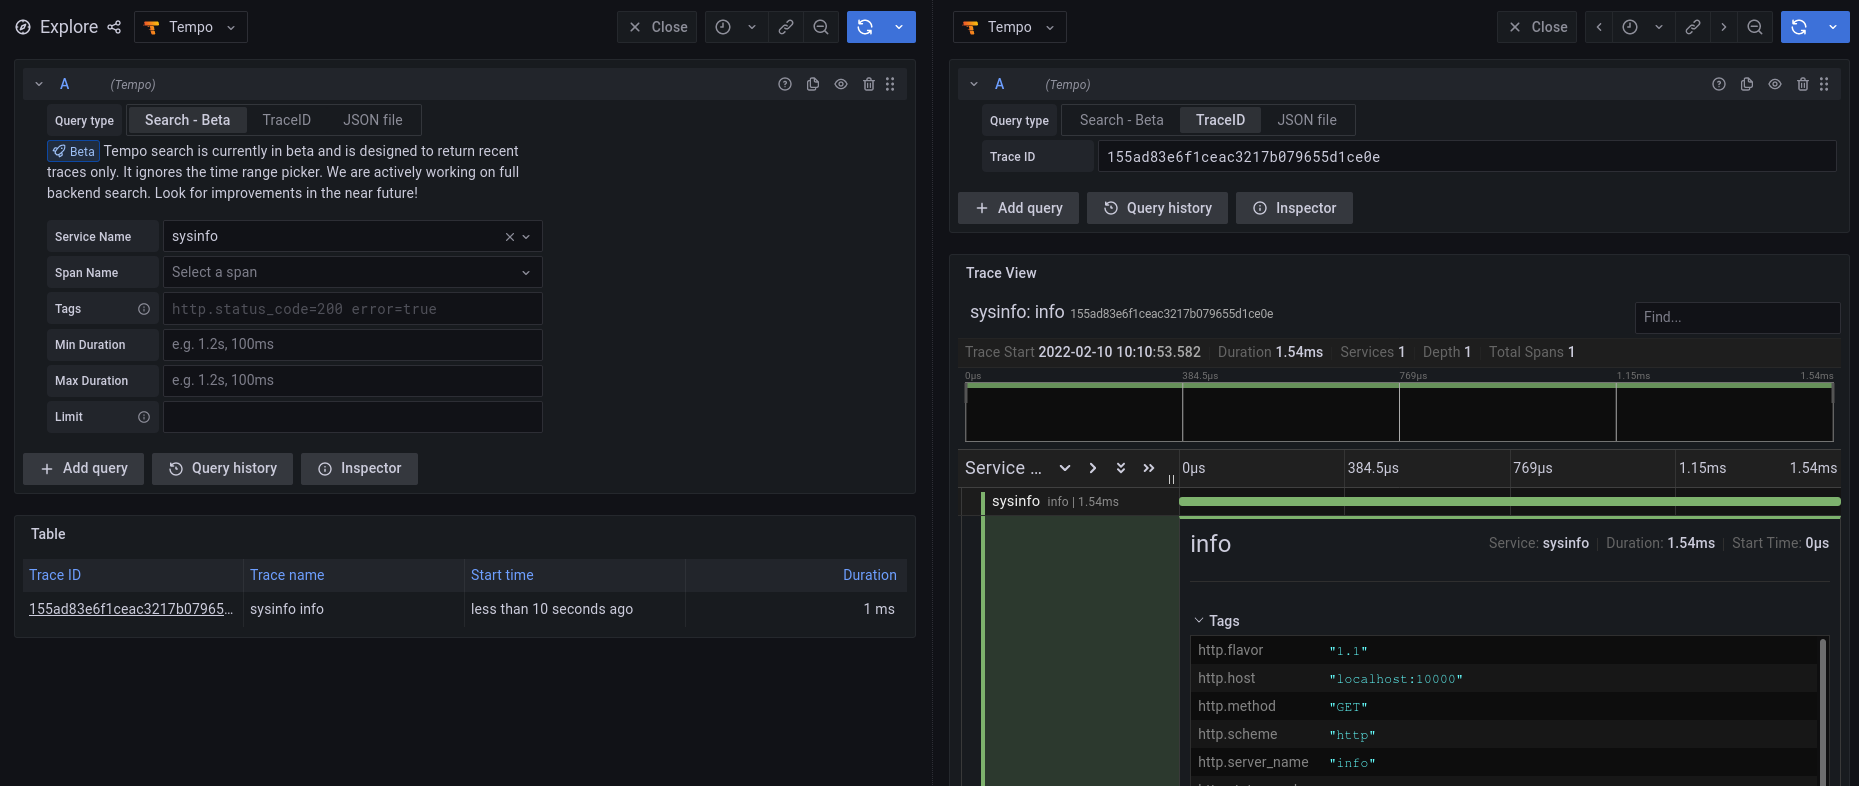 Explore
Tempo
Close
A (Tempo)
Query type Search - Beta TraceID JSON file
Beta Tempo search is currently in beta and is designed to return recent
traces only. It ignores the time range picker. We are actively working on full
backend search. Look for improvements in the near future!
Service Name sysinfo
Span Name Select a span
Tags http.status_code=200 error=true
Min Duration e.g. 1.2s, 100ms
Max Duration e.g. 1.2s, 100ms
Limit
Add query Query history Inspector
Table
Trace ID Trace name Start time Duration
155ad83e6f1ceac3217b07965... sysinfo info less than 10 seconds ago 1 ms
Tempo
Close
A (Tempo)
Query type Search - Beta TraceID JSON file
Trace ID 155ad83e6f1ceac3217b079655d1ce0e
Add query Query history Inspector
Trace View
sysinfo: info 155ad83e6f1ceac3217b079655d1ce0e Find...
Trace Start 2022-02-10 10:10:53.582 Duration 1.54ms Services 1 Depth 1 Total Spans 1
0μs 384.5μs 769μs 1.15ms 1.54ms
Service ... 0μs 384.5μs 769μs 1.15ms 1.54ms
sysinfo info | 1.54ms
info Service: sysinfo Duration: 1.54ms Start Time: 0μs
Tags
http.flavor "1.1"
http.host "localhost:10000"
http.method "GET"
http.scheme "http"
http.server_name "info"